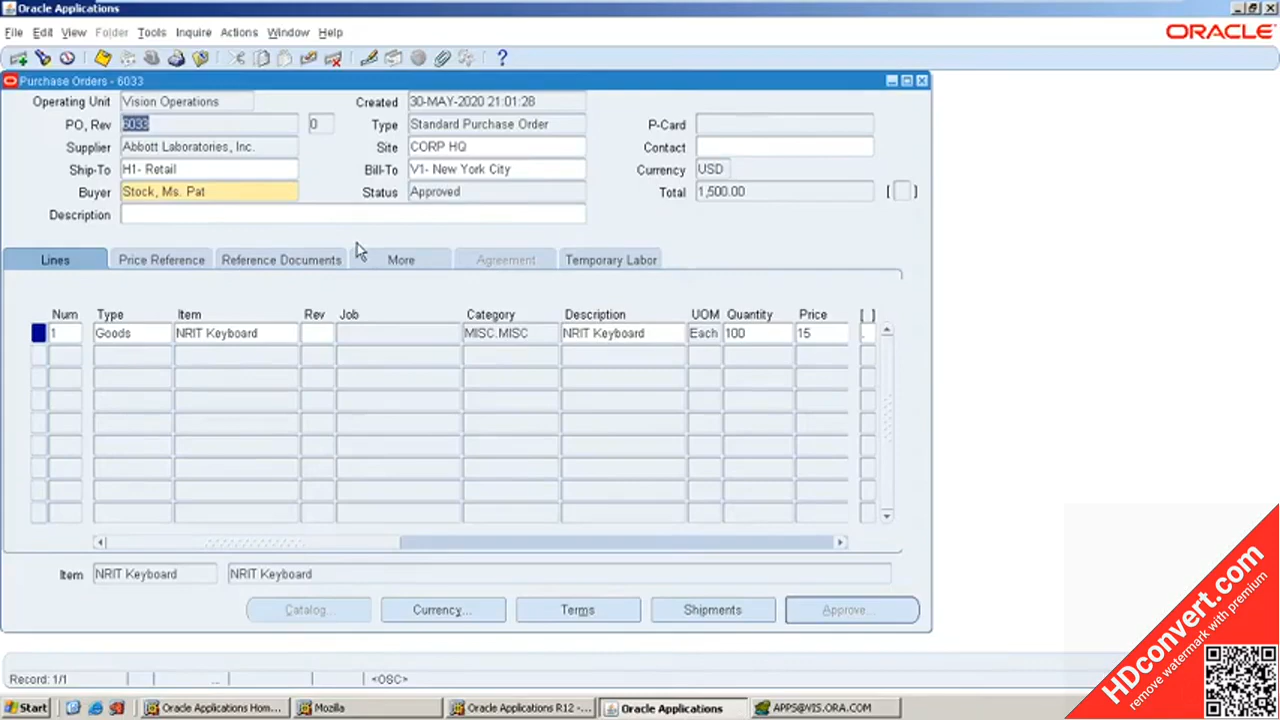 Oracle Applications
File Edit View Folder Tools Inquire Actions Window Help
ORACLE
Purchase Orders - 6033
Operating Unit Vision Operations Created 30-MAY-2020 21:01:28
PO, Rev 6033 0 Type Standard Purchase Order P-Card
Supplier Abbott Laboratories, Inc. Site CORP HQ Contact
Ship-To H1- Retail Bill-To V1- New York City Currency USD
Buyer Stock, Ms. Pat Status Approved Total 1,500.00 [ ]
Description
Lines Price Reference Reference Documents More Agreement Temporary Labor
Num Type Item Rev Job Category Description UOM Quantity Price [ ]
1 Goods NRIT Keyboard MISC.MISC NRIT Keyboard Each 100 15 .
Item NRIT Keyboard NRIT Keyboard
Catalog... Currency... Terms Shipments Approve...
Record: 1/1 ... <OSC>
Start Oracle Applications Hom... Mozilla Oracle Applications R12 -... Oracle Applications APPS@VIS.ORA.COM
HDconvert.com
remove watermark with premium